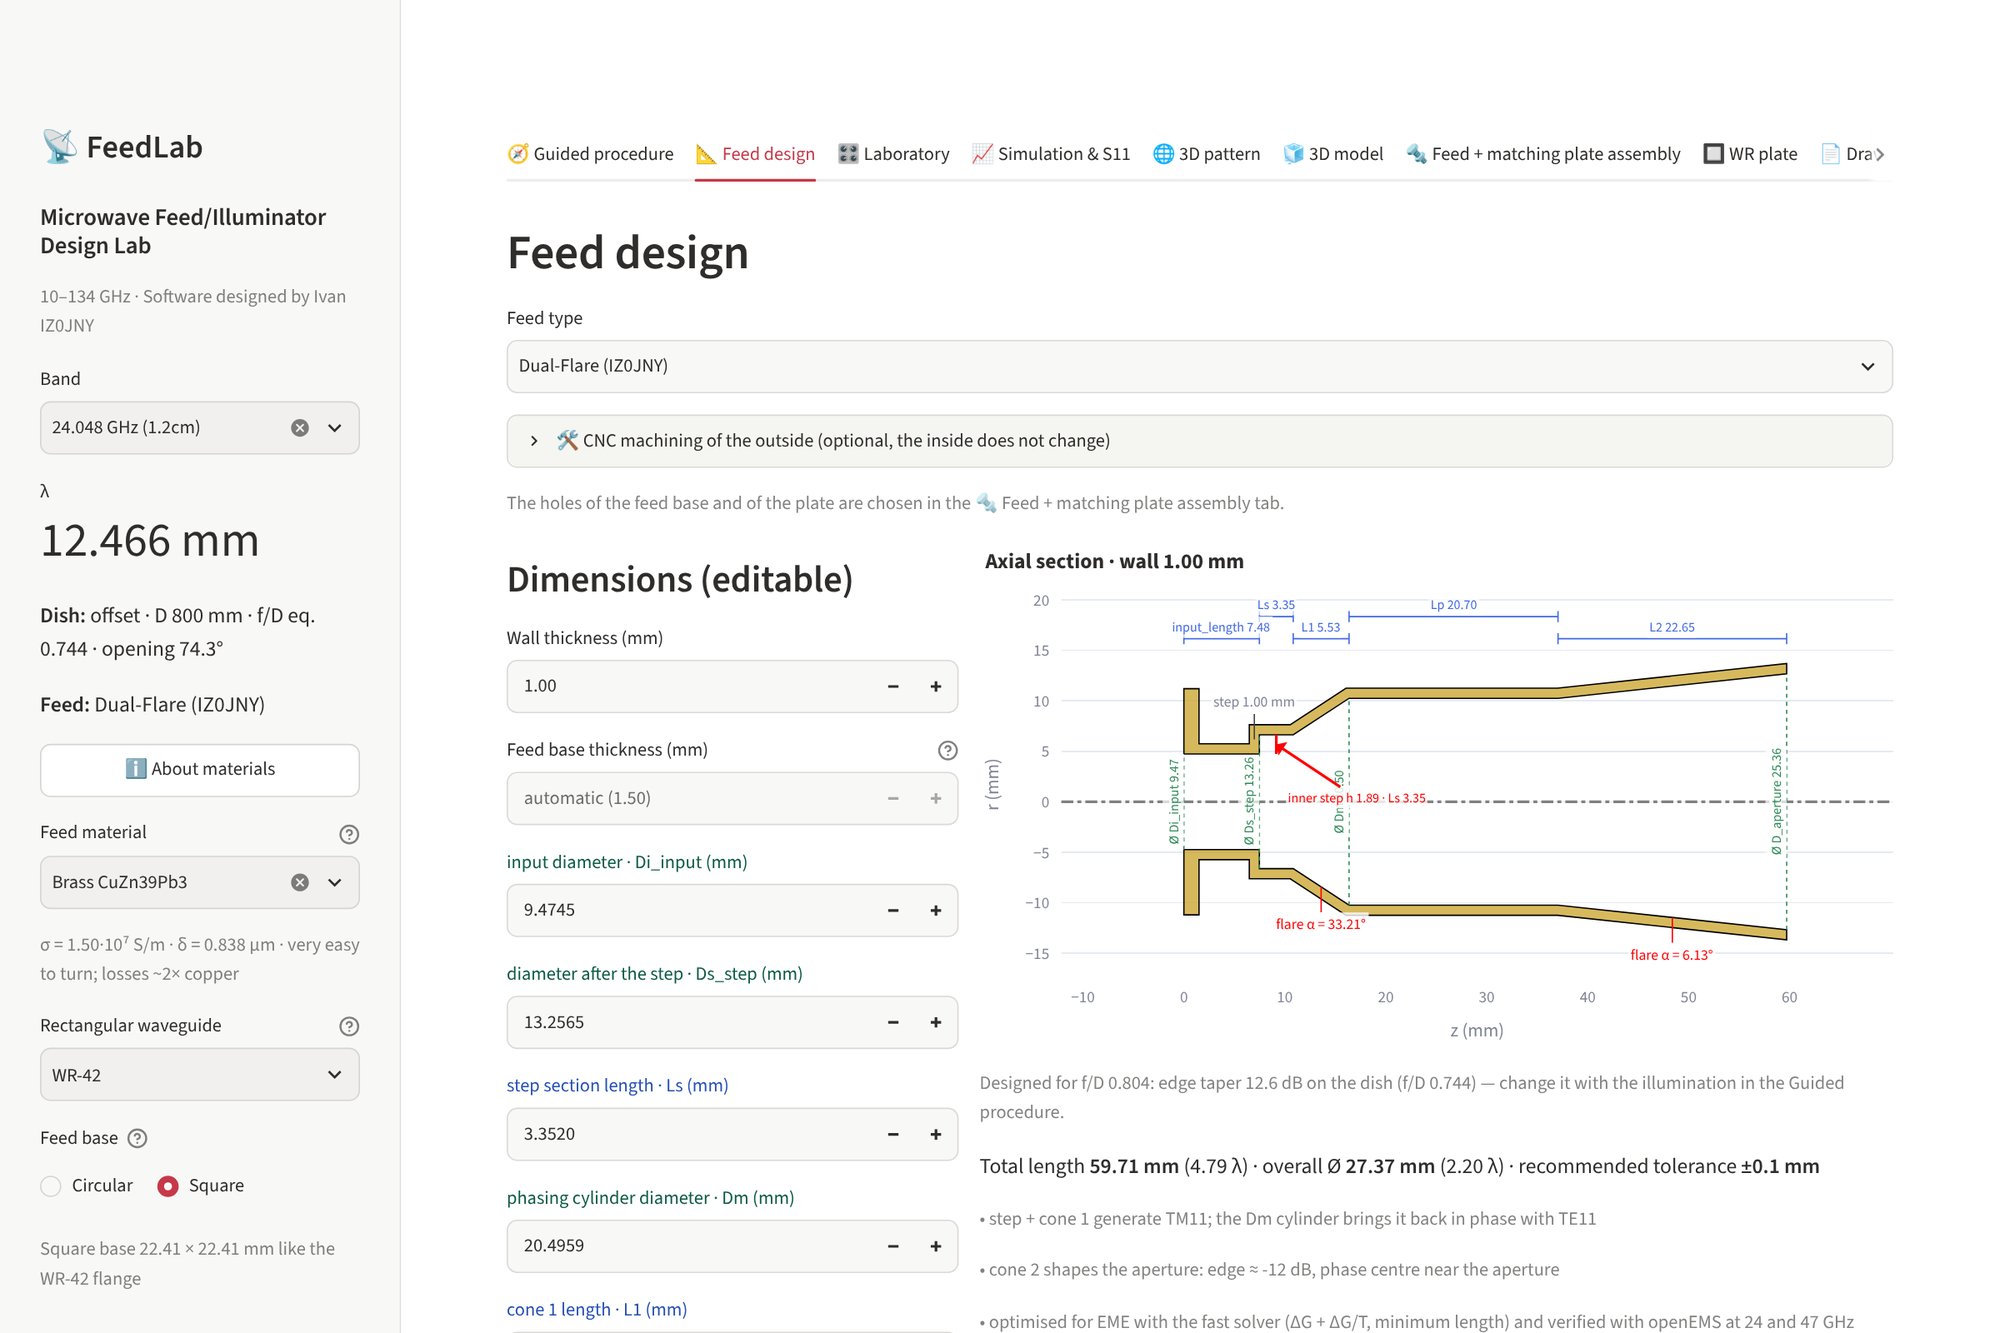 📡 FeedLab
Microwave Feed/Illuminator
Design Lab
10–134 GHz · Software designed by Ivan
IZ0JNY
Band
24.048 GHz (1.2cm)
λ
12.466 mm
Dish: offset · D 800 mm · f/D eq.
0.744 · opening 74.3°
Feed: Dual-Flare (IZ0JNY)
ℹ️ About materials
Feed material
Brass CuZn39Pb3
σ = 1.50·10⁷ S/m · δ = 0.838 µm · very easy
to turn; losses ~2× copper
Rectangular waveguide
WR-42
Feed base
Circular Square
Square base 22.41 × 22.41 mm like the
WR-42 flange
🧭 Guided procedure 📐 Feed design 🎛️ Laboratory 📈 Simulation & S11 🌐 3D pattern 🧊 3D model 🔩 Feed + matching plate assembly 🔲 WR plate 📄 Dra
Feed design
Feed type
Dual-Flare (IZ0JNY)
🛠️ CNC machining of the outside (optional, the inside does not change)
The holes of the feed base and of the plate are chosen in the 🔩 Feed + matching plate assembly tab.
Dimensions (editable)
Wall thickness (mm)
1.00
Feed base thickness (mm)
automatic (1.50)
input diameter · Di_input (mm)
9.4745
diameter after the step · Ds_step (mm)
13.2565
step section length · Ls (mm)
3.3520
phasing cylinder diameter · Dm (mm)
20.4959
cone 1 length · L1 (mm)
Axial section · wall 1.00 mm
Ls 3.35
Lp 20.70
input_length 7.48
L1 5.53
L2 22.65
step 1.00 mm
inner step h 1.89 · Ls 3.35
Ø Di_input 9.47
Ø Ds_step 13.26
Ø D_aperture 25.36
flare α = 33.21°
flare α = 6.13°
20
15
10
5
0
−5
−10
−15
r (mm)
−10 0 10 20 30 40 50 60
z (mm)
Designed for f/D 0.804: edge taper 12.6 dB on the dish (f/D 0.744) — change it with the illumination in the Guided
procedure.
Total length 59.71 mm (4.79 λ) · overall Ø 27.37 mm (2.20 λ) · recommended tolerance ±0.1 mm
• step + cone 1 generate TM11; the Dm cylinder brings it back in phase with TE11
• cone 2 shapes the aperture: edge ≈ -12 dB, phase centre near the aperture
• optimised for EME with the fast solver (ΔG + ΔG/T, minimum length) and verified with openEMS at 24 and 47 GHz